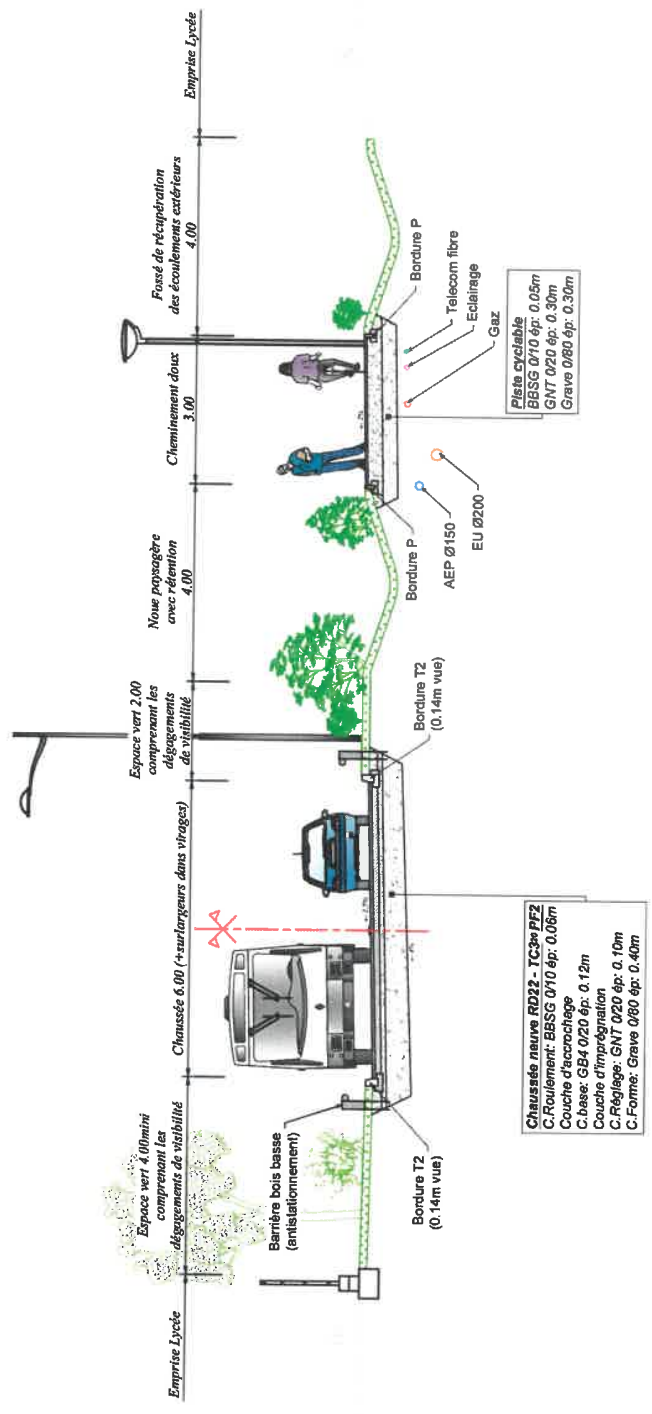 Emprise Lycée
Espace vert 4.00mini
comprenant les
dégagements de visibilité
Chaussée 6.00 (+surlargeurs dans virages)
Espace vert 2.00
comprenant les
dégagements
de visibilité
Noue paysagère
avec rétention
4.00
Cheminement doux
3.00
Fossé de récupération
des écoulements extérieurs
4.00
Emprise Lycée
Barrière bois basse
(antistationnement)
Bordure T2
(0.14m vue)
Bordure T2
(0.14m vue)
Bordure P
AEP Ø150
EU Ø200
Bordure P
Telecom fibre
Eclairage
Gaz
Chaussée neuve RD22 - TC3²⁰ PF2
C.Roulement: BBSG 0/10 ép: 0.06m
Couche d'accrochage
C.base: GB4 0/20 ép: 0.12m
Couche d'imprégnation
C.Réglage: GNT 0/20 ép: 0.10m
C.Forme: Grave 0/80 ép: 0.40m
Piste cyclable
BBSG 0/10 ép: 0.05m
GNT 0/20 ép: 0.30m
Grave 0/80 ép: 0.30m